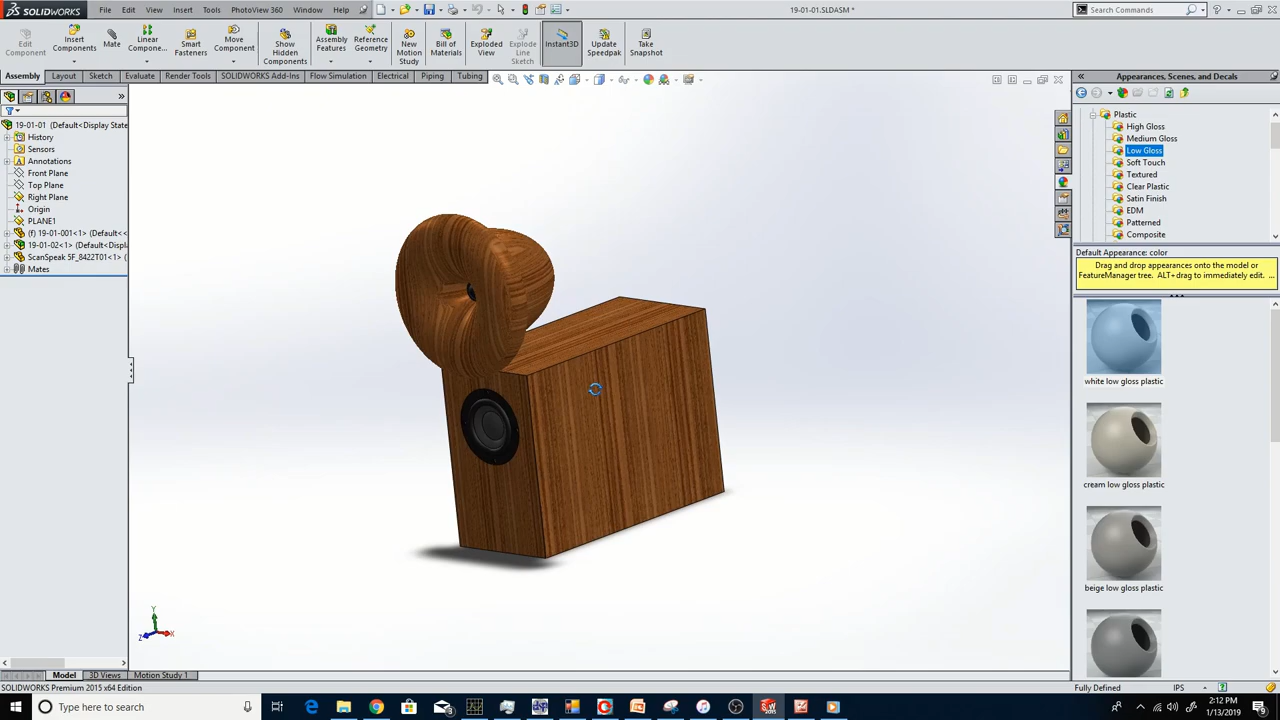 SOLIDWORKS File Edit View Insert Tools PhotoView 360 Window Help 19-01-01.SLDASM * Search Commands
Edit Component
Insert Components
Mate
Linear Compone...
Smart Fasteners
Move Component
Show Hidden Components
Assembly Features
Reference Geometry
New Motion Study
Bill of Materials
Exploded View
Explode Line Sketch
Instant3D
Update Speedpak
Take Snapshot
Assembly Layout Sketch Evaluate Render Tools SOLIDWORKS Add-Ins Flow Simulation Electrical Piping Tubing
Appearances, Scenes, and Decals
19-01-01 (Default<Display State
History
Sensors
Annotations
Front Plane
Top Plane
Right Plane
Origin
PLANE1
(f) 19-01-001<1> (Default<<
19-01-02<1> (Default<Displ
ScanSpeak 5F_8422T01<1> (
Mates
Plastic
High Gloss
Medium Gloss
Low Gloss
Soft Touch
Textured
Clear Plastic
Satin Finish
EDM
Patterned
Composite
Default Appearance: color
Drag and drop appearances onto the model or
FeatureManager tree. ALT+drag to immediately edit. ...
white low gloss plastic
cream low gloss plastic
beige low gloss plastic
Y
Z X
Model 3D Views Motion Study 1
SOLIDWORKS Premium 2015 x64 Edition Fully Defined IPS
Type here to search
2:12 PM
1/13/2019